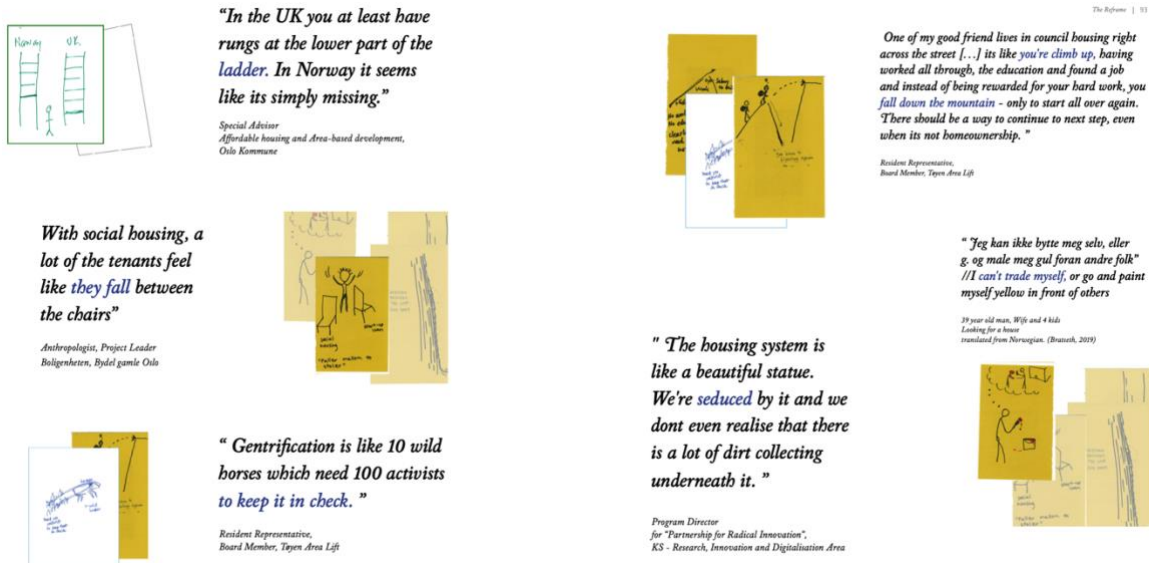 “In the UK you at least have
rungs at the lower part of the
ladder. In Norway it seems
like its simply missing.”
Special Advisor
Affordable housing and Area-based development,
Oslo Kommune
Norway
UK
With social housing, a
lot of the tenants feel
like they fall between
the chairs”
Anthropologist, Project Leader
Boligenheten, Bydel gamle Oslo
social
housing
“ Gentrification is like 10 wild
horses which need 100 activists
to keep it in check. ”
Resident Representative,
Board Member, Tøyen Area Lift
The Reframe | 93
One of my good friend lives in council housing right
across the street [...] its like you're climb up, having
worked all through, the education and found a job
and instead of being rewarded for your hard work, you
fall down the mountain - only to start all over again.
There should be a way to continue to next step, even
when its not homeownership. ”
Resident Representative,
Board Member, Tøyen Area Lift
“ Jeg kan ikke bytte meg selv, eller
g. og male meg gul foran andre folk”
//I can't trade myself, or go and paint
myself yellow in front of others
39 year old man, Wife and 4 kids
Looking for a house
translated from Norwegian. (Brattseth, 2019)
" The housing system is
like a beautiful statue.
We're seduced by it and we
dont even realise that there
is a lot of dirt collecting
underneath it. ”
Program Director
for “Partnership for Radical Innovation”,
KS - Research, Innovation and Digitalisation Area